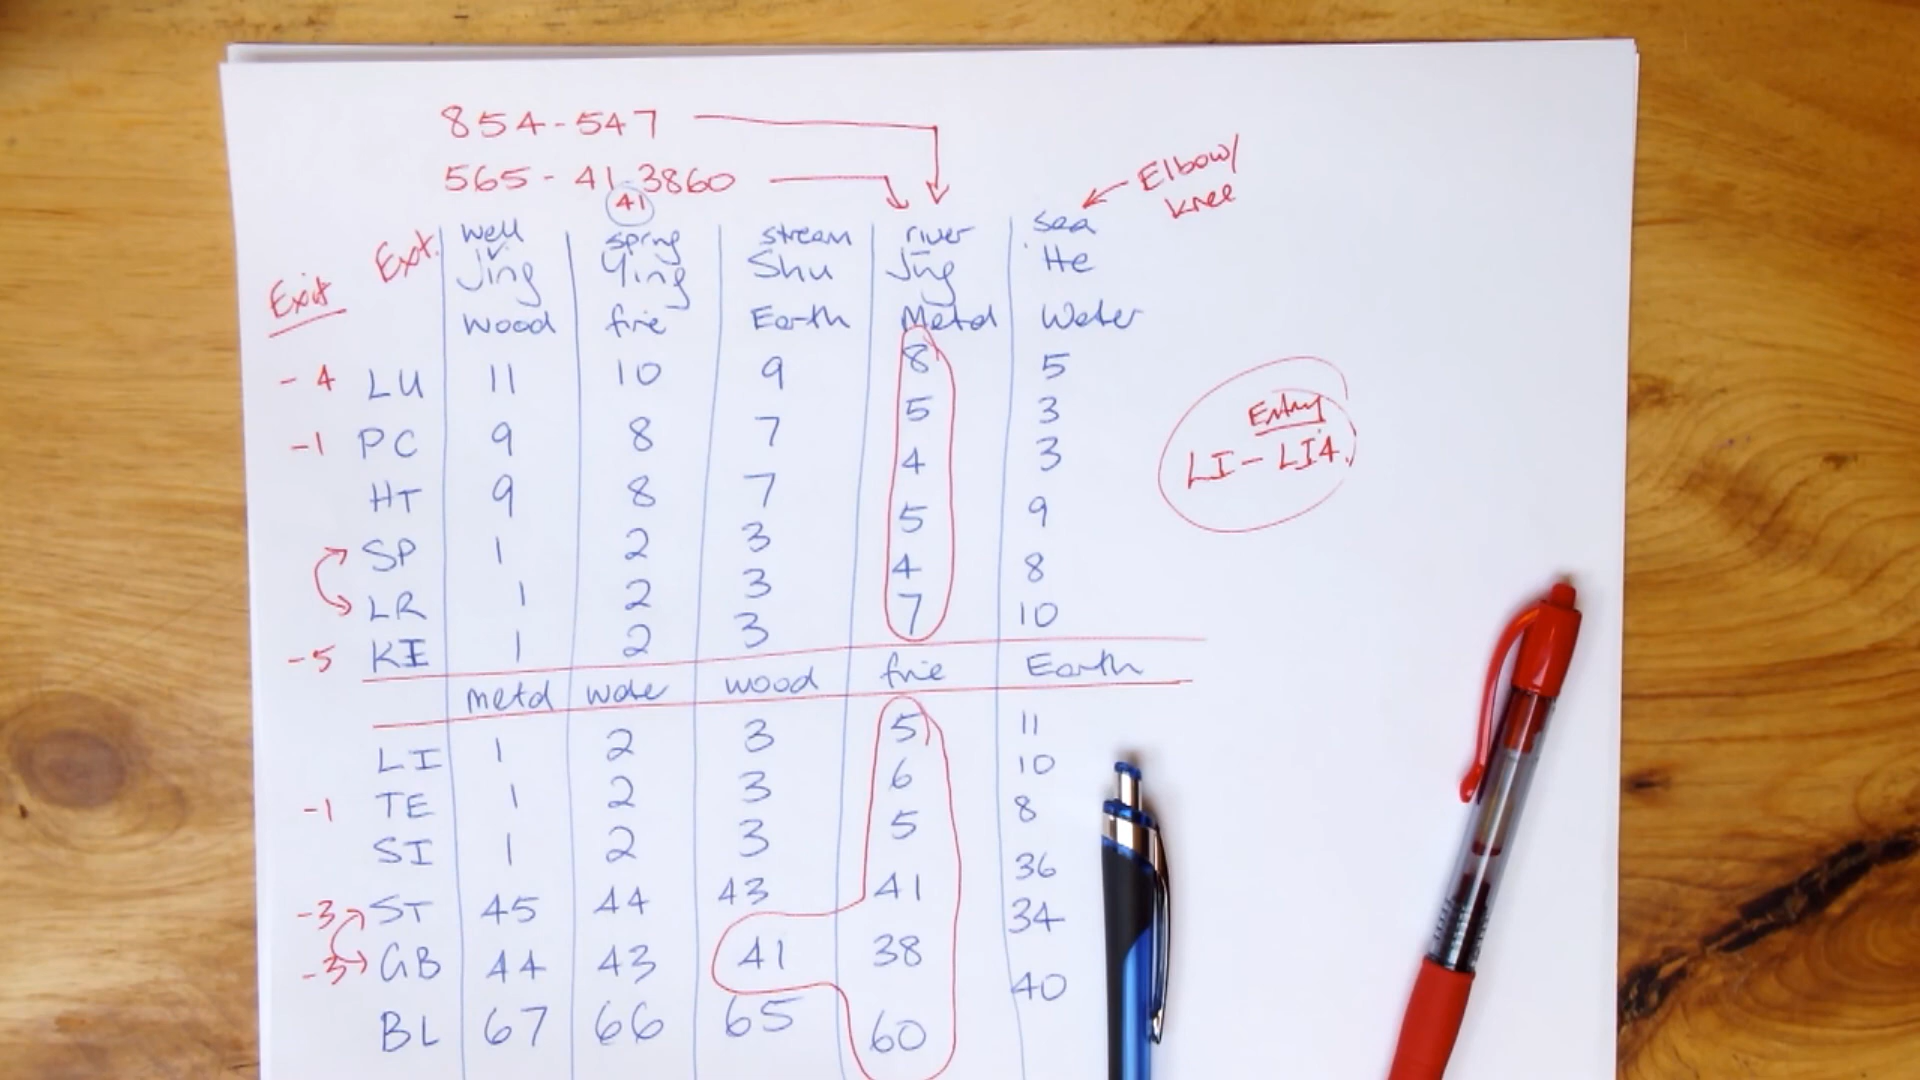 854-547
565-41-3860
41
Elbow/
knee
Exit Ext. well spring stream river sea
Jing Ying Shu Jing He
Wood fire Earth Metal Water
-4 LU 11 10 9 8 5
-1 PC 9 8 7 5 3
HT 9 8 7 4 3
SP 1 2 3 5 9
LR 1 2 3 4 8
-5 KI 1 2 3 7 10
Entry
LI-LI4.
metal water wood fire Earth
LI 1 2 3 5 11
-1 TE 1 2 3 6 10
SI 1 2 3 5 8
-3 ST 45 44 43 41 36
-3 GB 44 43 41 38 34
BL 67 66 65 60 40